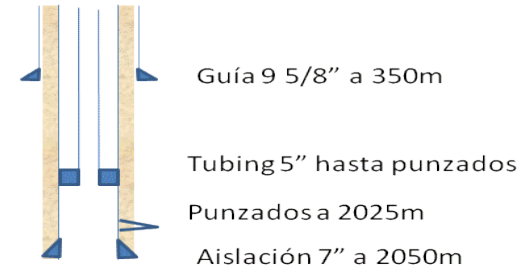 Guía 9 5/8” a 350m
Tubing 5” hasta punzados
Punzados a 2025m
Aislación 7” a 2050m